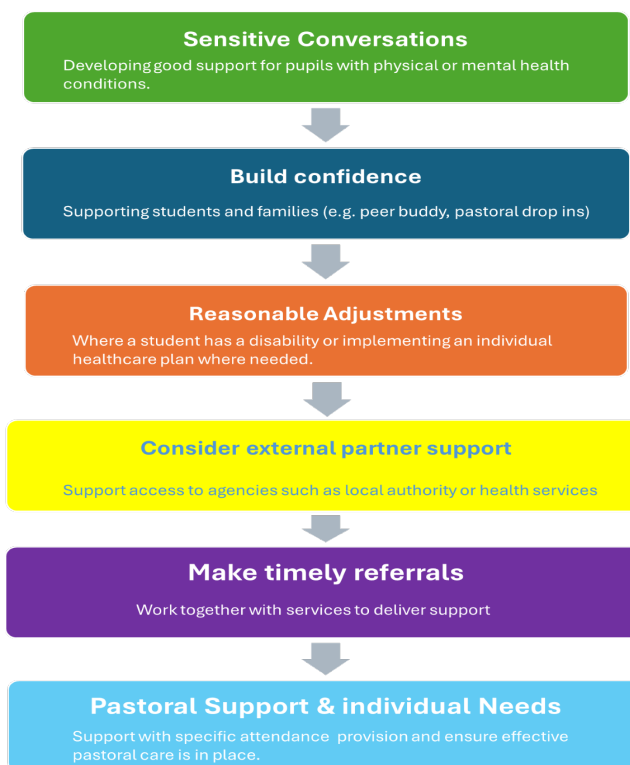 Sensitive Conversations
Developing good support for pupils with physical or mental health
conditions.
Build confidence
Supporting students and families (e.g. peer buddy, pastoral drop ins)
Reasonable Adjustments
Where a student has a disability or implementing an individual
healthcare plan where needed.
Consider external partner support
Support access to agencies such as local authority or health services
Make timely referrals
Work together with services to deliver support
Pastoral Support & individual Needs
Support with specific attendance provision and ensure effective
pastoral care is in place.